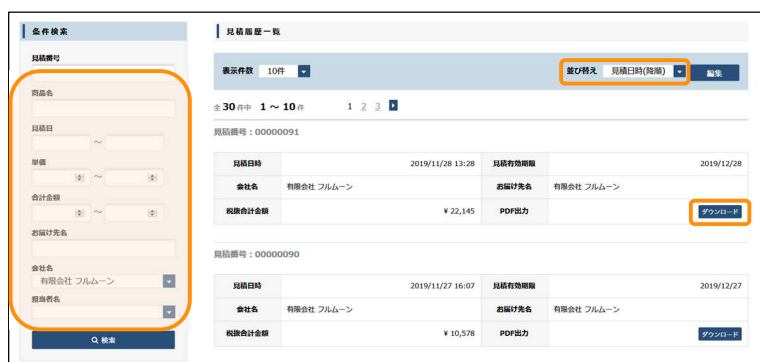 条件検索
見積番号
商品名
見積日
～
単価
～
合計金額
～
お届け先名
会社名
有限会社 フルムーン
担当者名
検索
見積履歴一覧
表示件数 10件
並び替え 見積日時(降順)
編集
全 30 件中 1 ～ 10 件 1 2 3
見積番号：00000091
見積日時 2019/11/28 13:28 見積有効期限 2019/12/28
会社名 有限会社 フルムーン お届け先名 有限会社 フルムーン
税抜合計金額 ¥ 22,145 PDF出力 ダウンロード
見積番号：00000090
見積日時 2019/11/27 16:07 見積有効期限 2019/12/27
会社名 有限会社 フルムーン お届け先名 有限会社 フルムーン
税抜合計金額 ¥ 10,578 PDF出力 ダウンロード